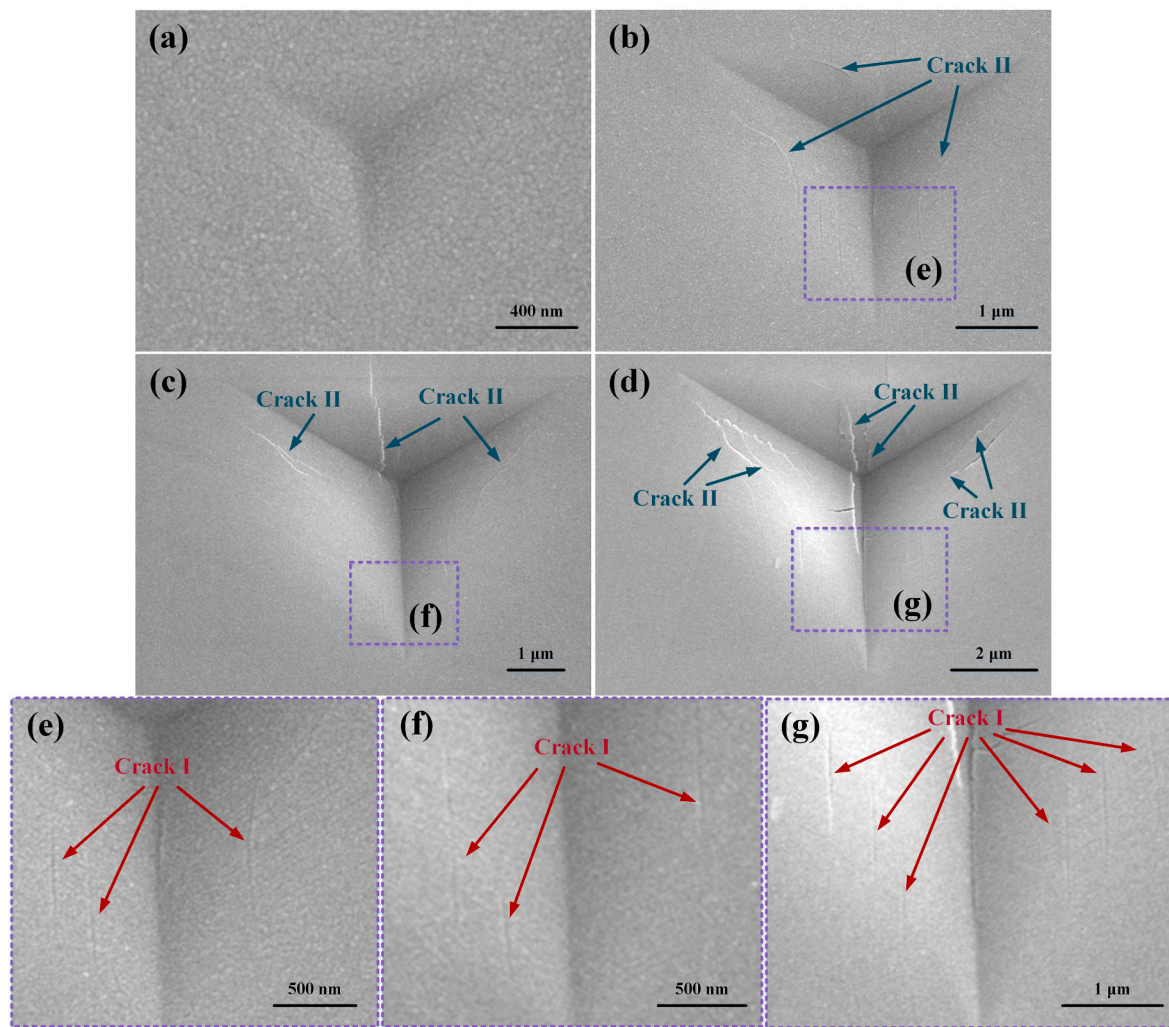 (a)
400 nm
(b)
Crack II
(e)
1 μm
(c)
Crack II
Crack II
(f)
1 μm
(d)
Crack II
Crack II
Crack II
(g)
2 μm
(e)
Crack I
500 nm
(f)
Crack I
500 nm
(g)
Crack I
1 μm